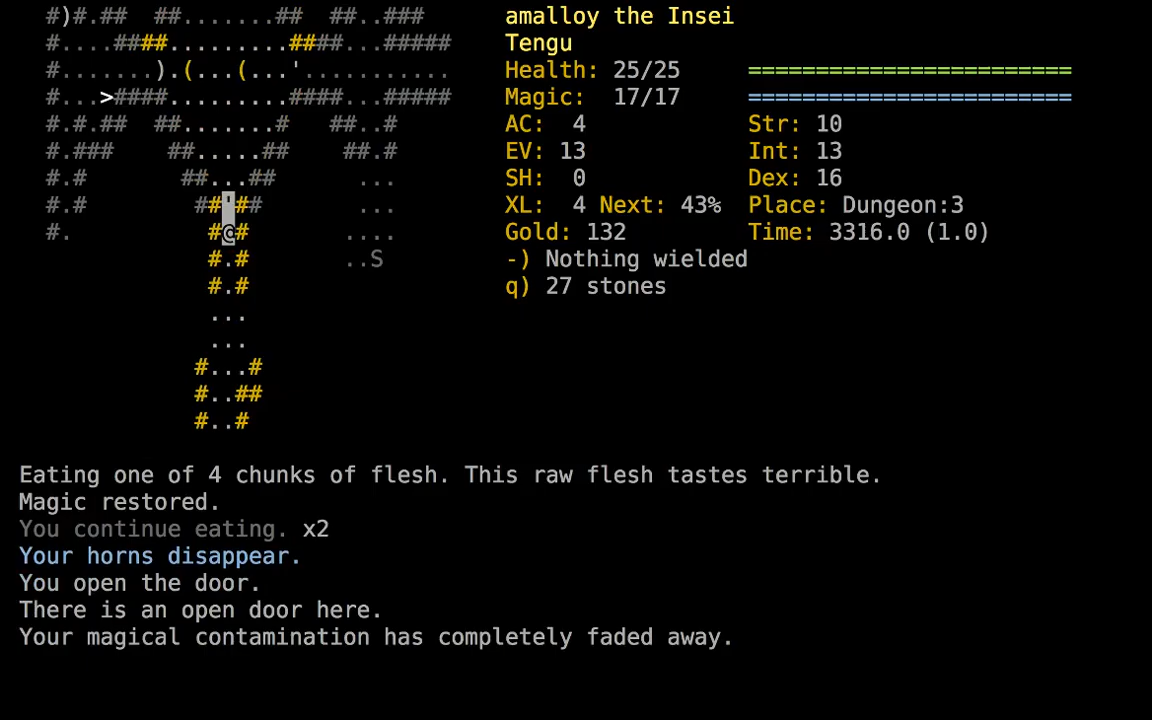 #)#.## ##.......## ##..### amalloy the Insei
#....####.........####...##### Tengu
#.......).(...(...'........... Health: 25/25 ========================
#...>####.........####...##### Magic: 17/17 ========================
#.#.## ##.......# ##..# AC: 4 Str: 10
#.### ##.....## ##.# EV: 13 Int: 13
#.# ##...## ... SH: 0 Dex: 16
#.# ##'## ... XL: 4 Next: 43% Place: Dungeon:3
#. #@# .... Gold: 132 Time: 3316.0 (1.0)
#.# ..S -) Nothing wielded
#.# q) 27 stones
...
...
#...#
#..##
#..#
Eating one of 4 chunks of flesh. This raw flesh tastes terrible.
Magic restored.
You continue eating. x2
Your horns disappear.
You open the door.
There is an open door here.
Your magical contamination has completely faded away.